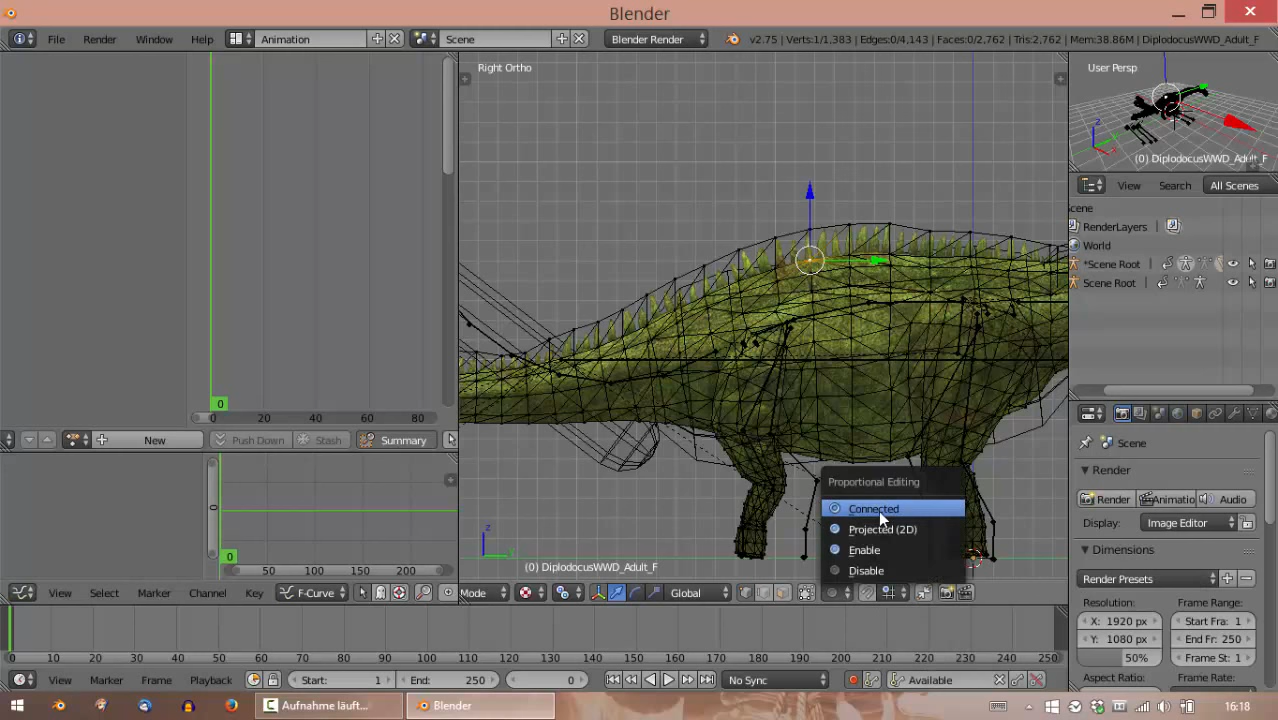 Blender
File Render Window Help Animation Scene Blender Render v2.75 | Verts:1/1,383 | Edges:0/4,143 | Faces:0/2,762 | Tris:2,762 | Mem:38.86M | DiplodocusWWD_Adult_F
Right Ortho
User Persp
(0) DiplodocusWWD_Adult_F
View Search All Scenes
cene
RenderLayers
World
*Scene Root
Scene Root
0
0 20 40 60 80
New Push Down Stash Summary
Scene
Render
Render Animatio Audio
Display: Image Editor
Dimensions
Render Presets
Resolution: Frame Range:
X: 1920 px Start Fra: 1
Y: 1080 px End Fr: 250
50% Frame St: 1
Aspect Ratio:
Proportional Editing
Connected
Projected (2D)
Enable
Disable
0
0
50 100 150 200 250
z
y
(0) DiplodocusWWD_Adult_F
View Select Marker Channel Key F-Curve Mode Global
0 10 20 30 40 50 60 70 80 90 100 110 120 130 140 150 160 170 180 190 200 210 220 230 240 250
View Marker Frame Playback Start: 1 End: 250 0 No Sync Available
Aufnahme läuft... Blender 16:18